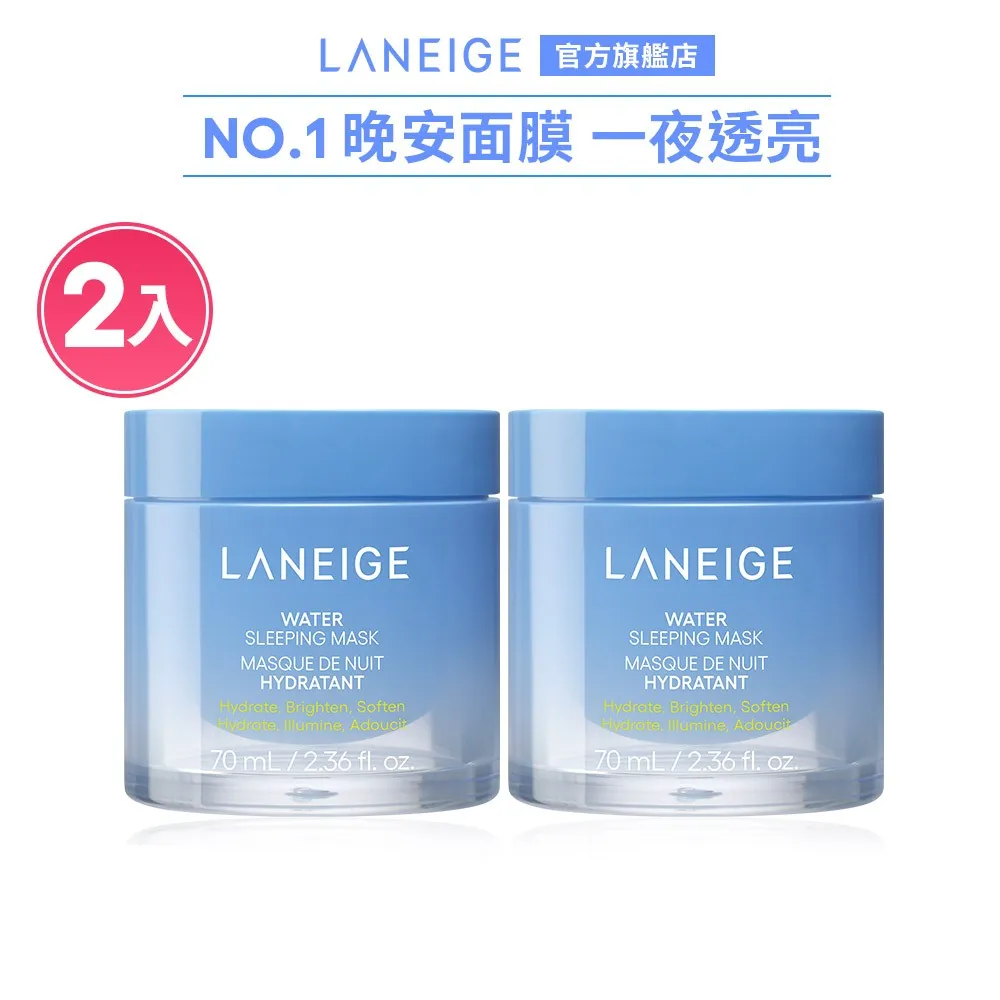 LANEIGE 官方旗艦店
NO.1 晚安面膜 一夜透亮
2入
LANEIGE
WATER
SLEEPING MASK
MASQUE DE NUIT
HYDRATANT
Hydrate, Brighten, Soften
Hydrate, Illumine, Adoucit
70 mL / 2.36 fl. oz.
LANEIGE
WATER
SLEEPING MASK
MASQUE DE NUIT
HYDRATANT
Hydrate, Brighten, Soften
Hydrate, Illumine, Adoucit
70 mL / 2.36 fl. oz.